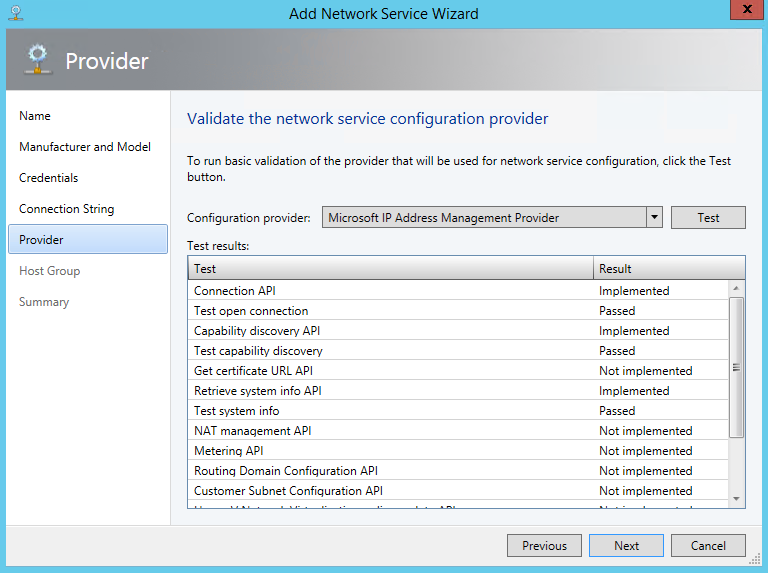 Add Network Service Wizard
x
Provider
Name
Manufacturer and Model
Credentials
Connection String
Provider
Host Group
Summary
Validate the network service configuration provider
To run basic validation of the provider that will be used for network service configuration, click the Test
button.
Configuration provider: Microsoft IP Address Management Provider Test
Test results:
Test Result
Connection API Implemented
Test open connection Passed
Capability discovery API Implemented
Test capability discovery Passed
Get certificate URL API Not implemented
Retrieve system info API Implemented
Test system info Passed
NAT management API Not implemented
Metering API Not implemented
Routing Domain Configuration API Not implemented
Customer Subnet Configuration API Not implemented
Previous Next Cancel